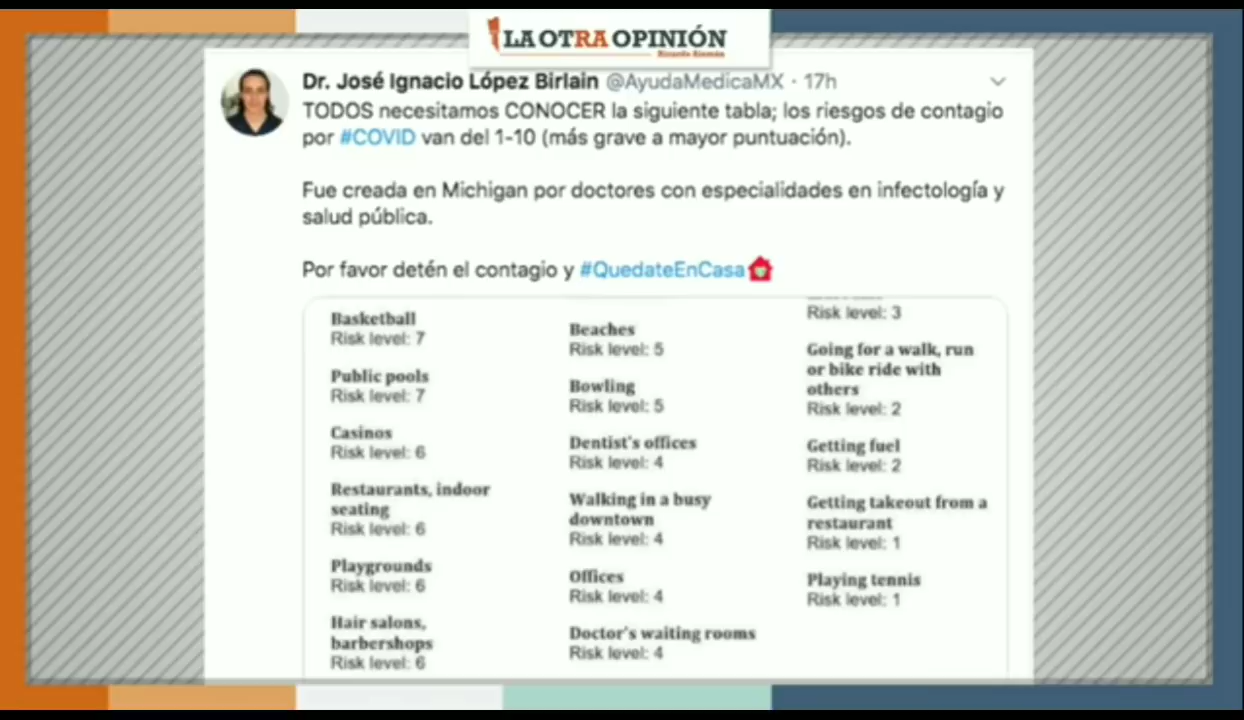 LA OTRA OPINIÓN
Ricardo Alemán
Dr. José Ignacio López Birlain @AyudaMedicaMX · 17h
TODOS necesitamos CONOCER la siguiente tabla; los riesgos de contagio
por #COVID van del 1-10 (más grave a mayor puntuación).
Fue creada en Michigan por doctores con especialidades en infectología y
salud pública.
Por favor detén el contagio y #QuedateEnCasa
Basketball
Risk level: 7
Public pools
Risk level: 7
Casinos
Risk level: 6
Restaurants, indoor
seating
Risk level: 6
Playgrounds
Risk level: 6
Hair salons,
barbershops
Risk level: 6
Beaches
Risk level: 5
Bowling
Risk level: 5
Dentist's offices
Risk level: 4
Walking in a busy
downtown
Risk level: 4
Offices
Risk level: 4
Doctor's waiting rooms
Risk level: 4
Risk level: 3
Going for a walk, run
or bike ride with
others
Risk level: 2
Getting fuel
Risk level: 2
Getting takeout from a
restaurant
Risk level: 1
Playing tennis
Risk level: 1